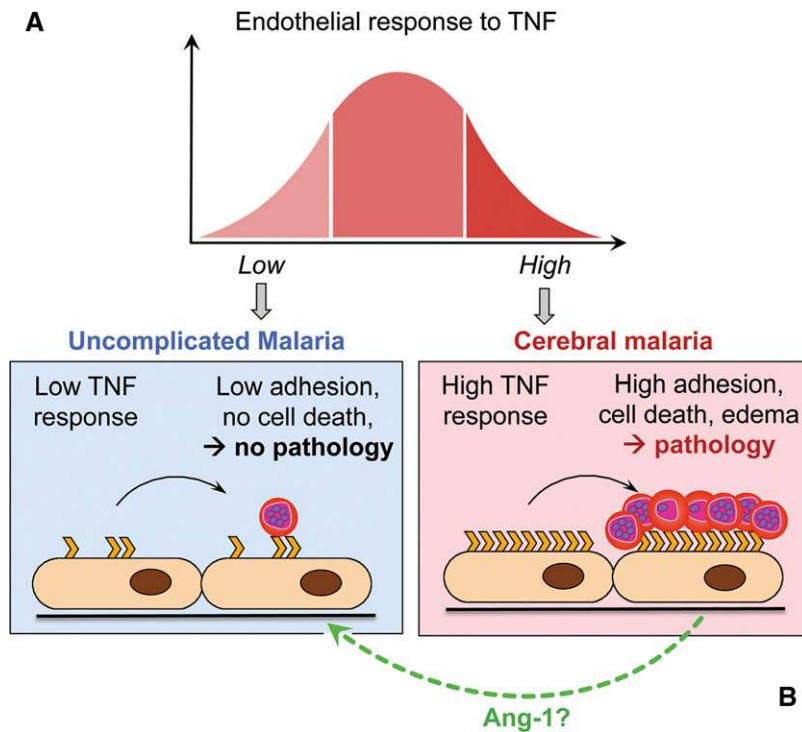 A
Endothelial response to TNF
Low
High
Uncomplicated Malaria
Cerebral malaria
Low TNF
response
Low adhesion,
no cell death,
→ no pathology
High TNF
response
High adhesion,
cell death, edema
→ pathology
Ang-1?
B